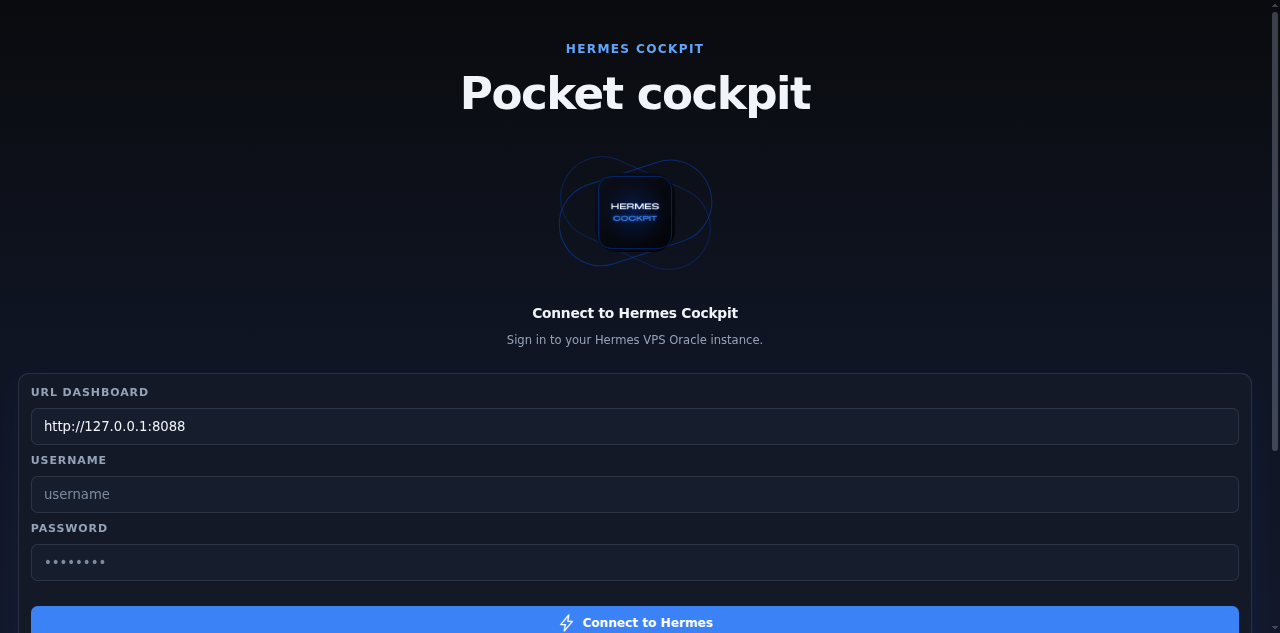 HERMES COCKPIT
Pocket cockpit
HERMES
COCKPIT
Connect to Hermes Cockpit
Sign in to your Hermes VPS Oracle instance.
URL DASHBOARD
http://127.0.0.1:8088
USERNAME
username
PASSWORD
••••••••
Connect to Hermes